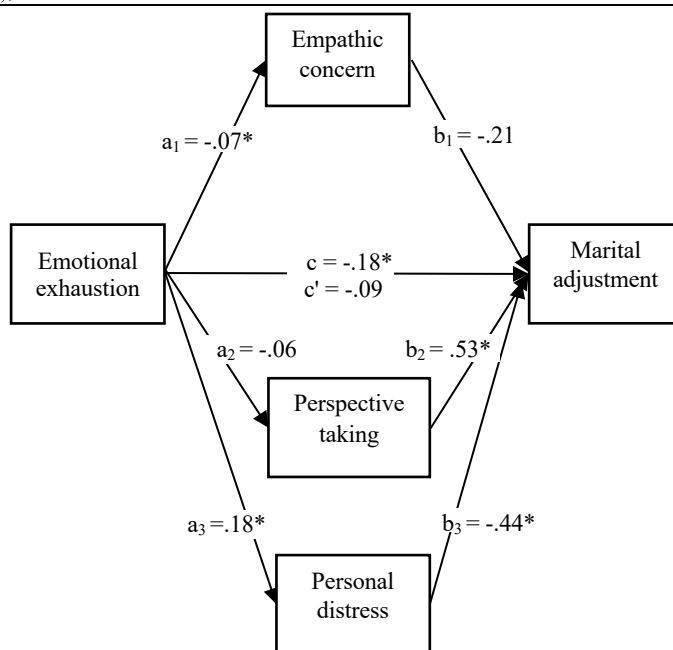 Empathic
concern
a₁ = -.07*
b₁ = -.21
Emotional
exhaustion
c = -.18*
c' = -.09
Marital
adjustment
a₂ = -.06
b₂ = .53*
Perspective
taking
a₃ =.18*
b₃ = -.44*
Personal
distress